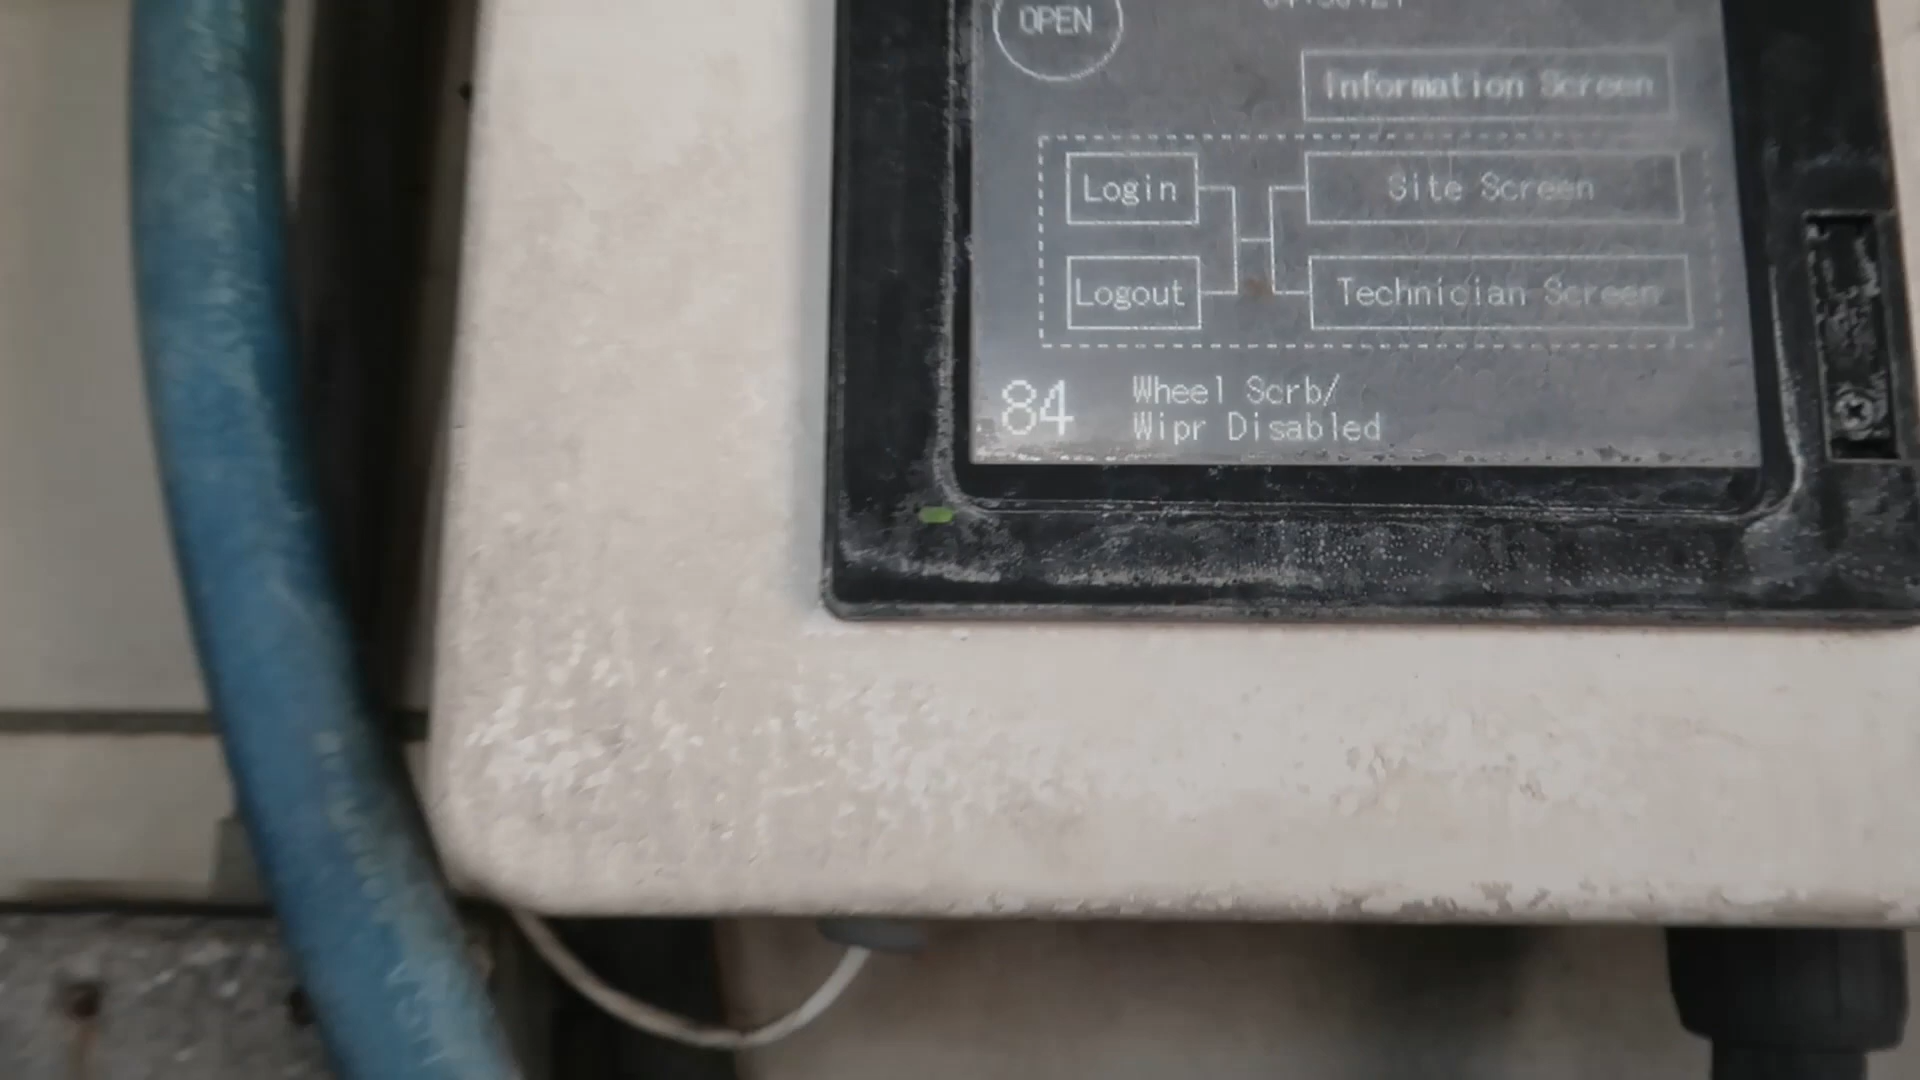 OPEN
Information Screen
Login
Site Screen
Logout
Technician Screen
84
Wheel Scrb/
Wipr Disabled